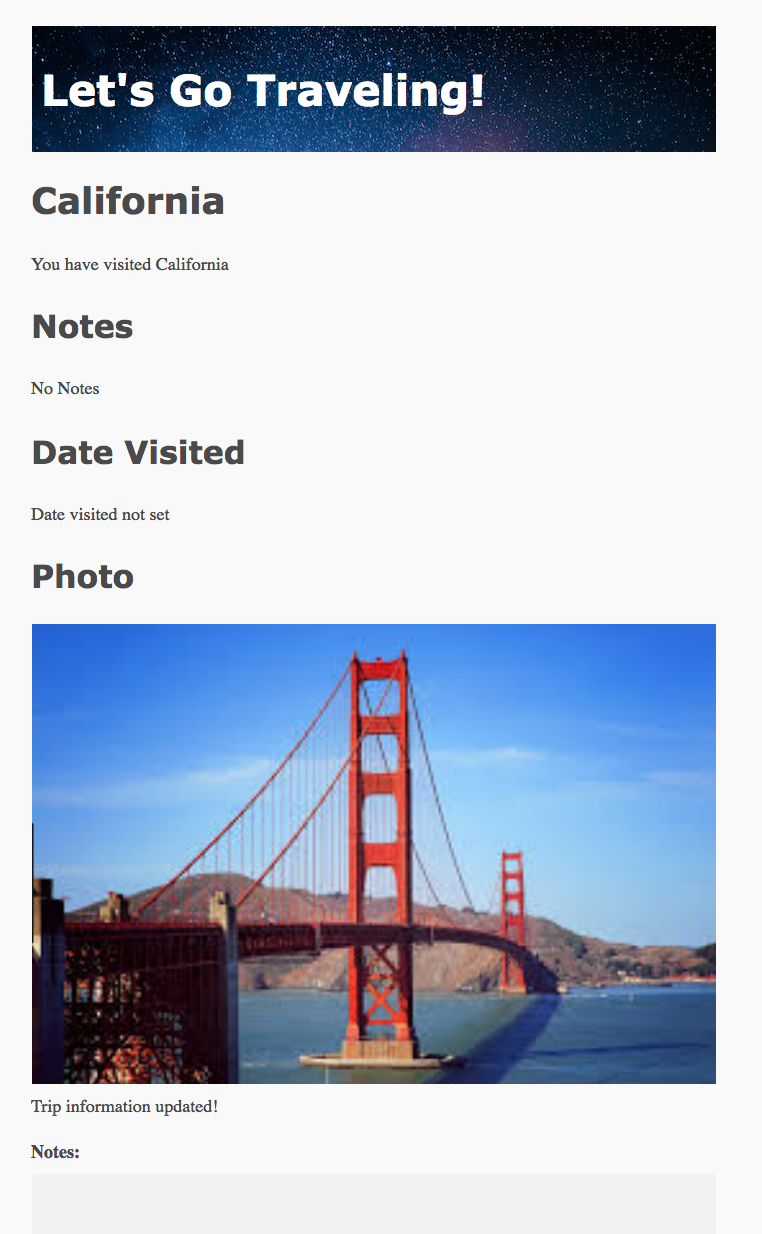 Let's Go Traveling!
California
You have visited California
Notes
No Notes
Date Visited
Date visited not set
Photo
Trip information updated!
Notes: